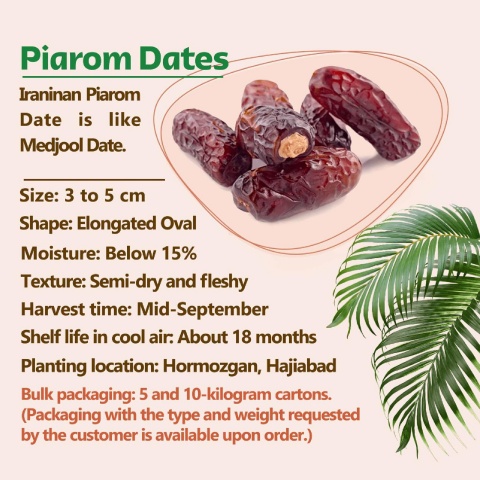 Piarom Dates
Iraninan Piarom
Date is like
Medjool Date.
Size: 3 to 5 cm
Shape: Elongated Oval
Moisture: Below 15%
Texture: Semi-dry and fleshy
Harvest time: Mid-September
Shelf life in cool air: About 18 months
Planting location: Hormozgan, Hajiabad
Bulk packaging: 5 and 10-kilogram cartons.
(Packaging with the type and weight requested
by the customer is available upon order.)